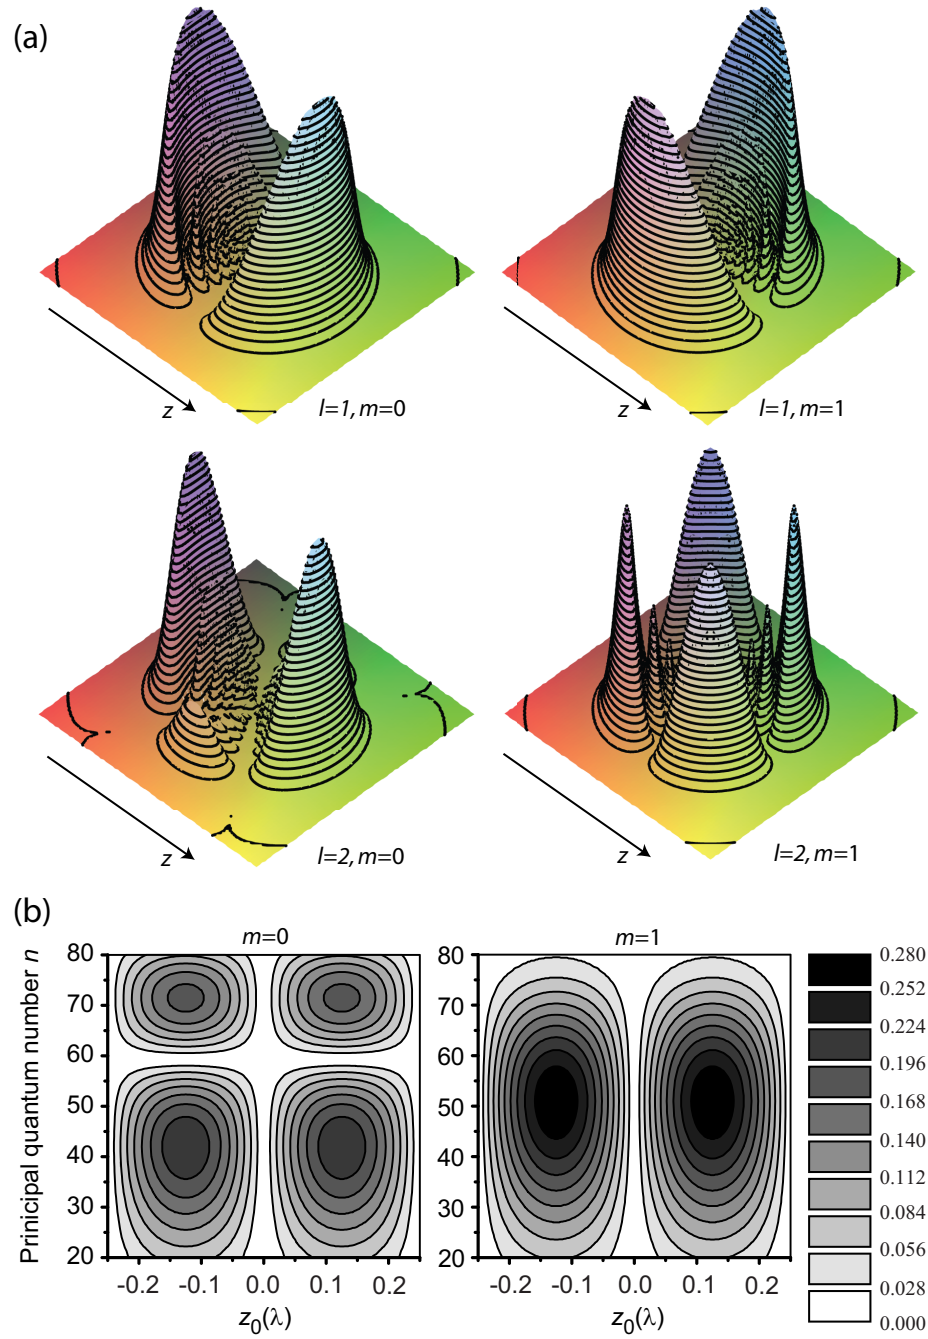 (a)
z
l=1, m=0
z
l=1, m=1
z
l=2, m=0
z
l=2, m=1
(b)
m=0
m=1
Prinicipal quantum number n
80
70
60
50
40
30
20
-0.2
-0.1
0.0
0.1
0.2
z0(λ)
80
70
60
50
40
30
20
-0.2
-0.1
0.0
0.1
0.2
z0(λ)
0.280
0.252
0.224
0.196
0.168
0.140
0.112
0.084
0.056
0.028
0.000